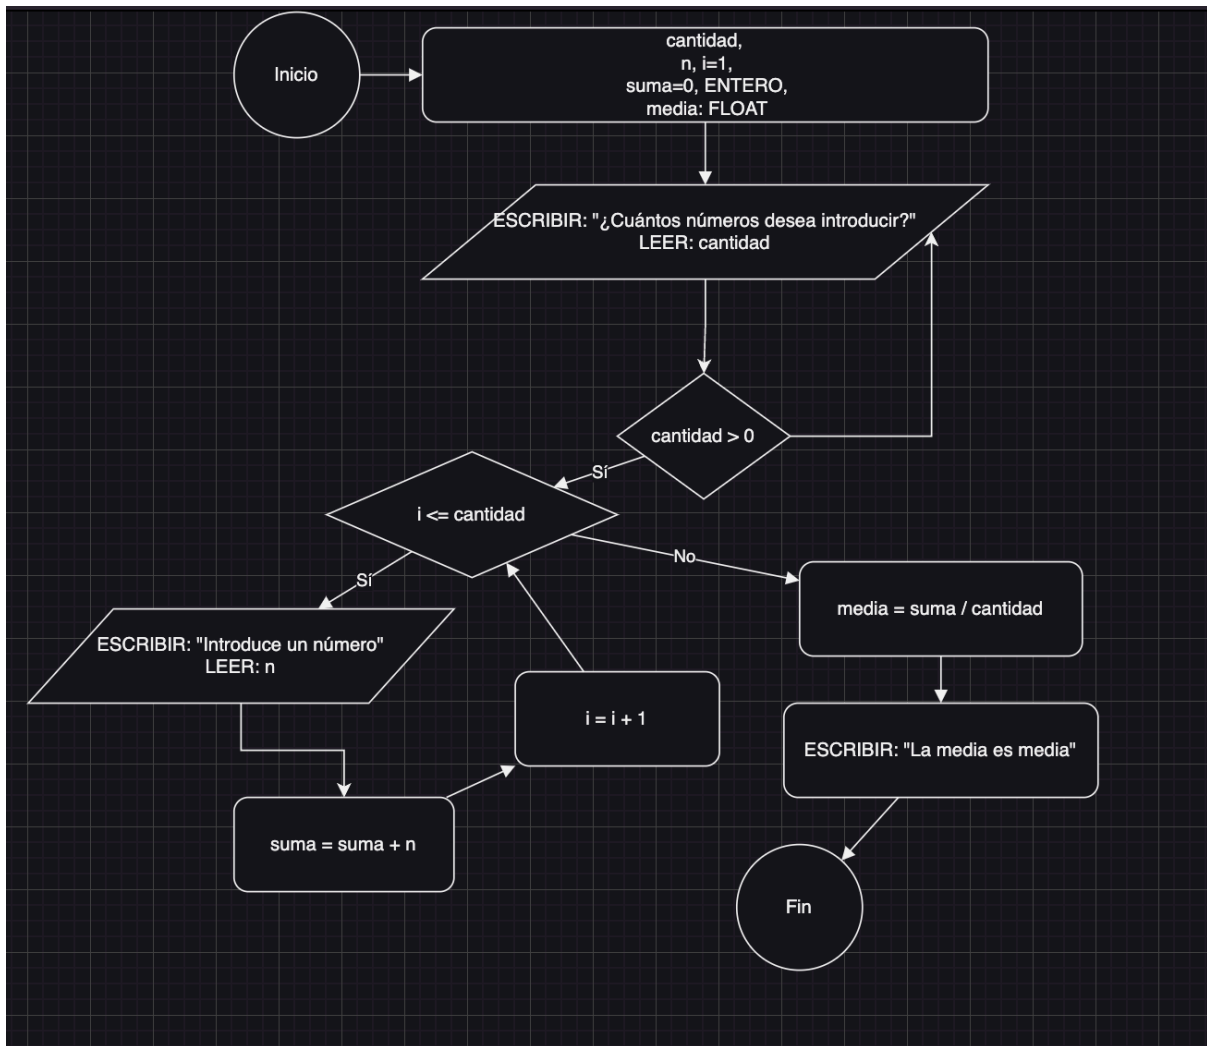 Inicio
cantidad,
n, i=1,
suma=0, ENTERO,
media: FLOAT
ESCRIBIR: "¿Cuántos números desea introducir?"
LEER: cantidad
cantidad > 0
Sí
i <= cantidad
No
Sí
media = suma / cantidad
ESCRIBIR: "Introduce un número"
LEER: n
i = i + 1
ESCRIBIR: "La media es media"
suma = suma + n
Fin